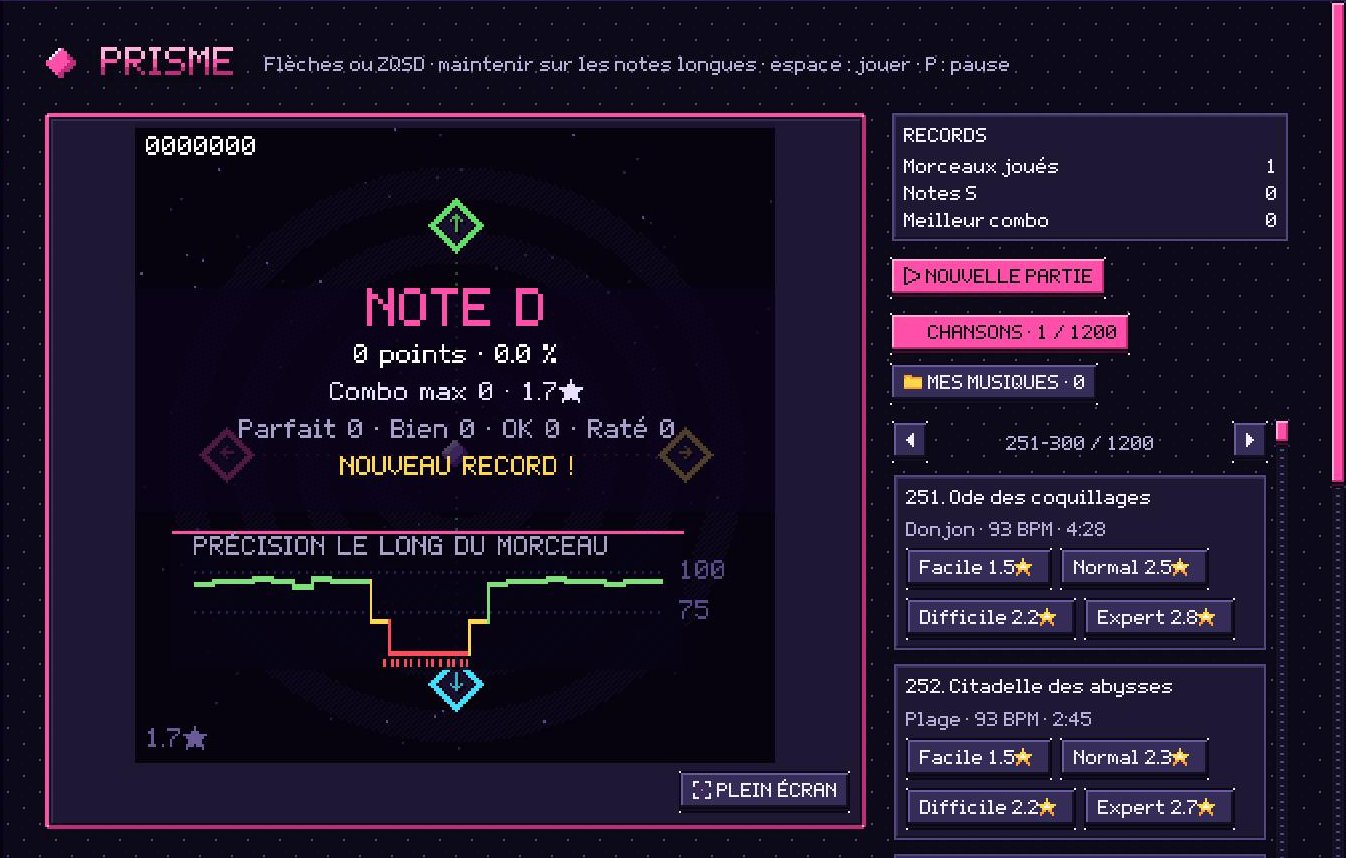 PRISME
Flèches ou ZQSD · maintenir sur les notes longues · espace : jouer · P : pause
0000000
NOTE D
0 points · 0.0 %
Combo max 0 · 1.7★
Parfait 0 · Bien 0 · OK 0 · Raté 0
NOUVEAU RECORD !
PRÉCISION LE LONG DU MORCEAU
100
75
1.7★
PLEIN ÉCRAN
RECORDS
Morceaux joués 1
Notes S 0
Meilleur combo 0
NOUVELLE PARTIE
CHANSONS · 1 / 1200
MES MUSIQUES · 0
251-300 / 1200
251. Ode des coquillages
Donjon · 93 BPM · 4:28
Facile 1.5⭐ Normal 2.5⭐
Difficile 2.2⭐ Expert 2.8⭐
252. Citadelle des abysses
Plage · 93 BPM · 2:45
Facile 1.5⭐ Normal 2.3⭐
Difficile 2.2⭐ Expert 2.7⭐